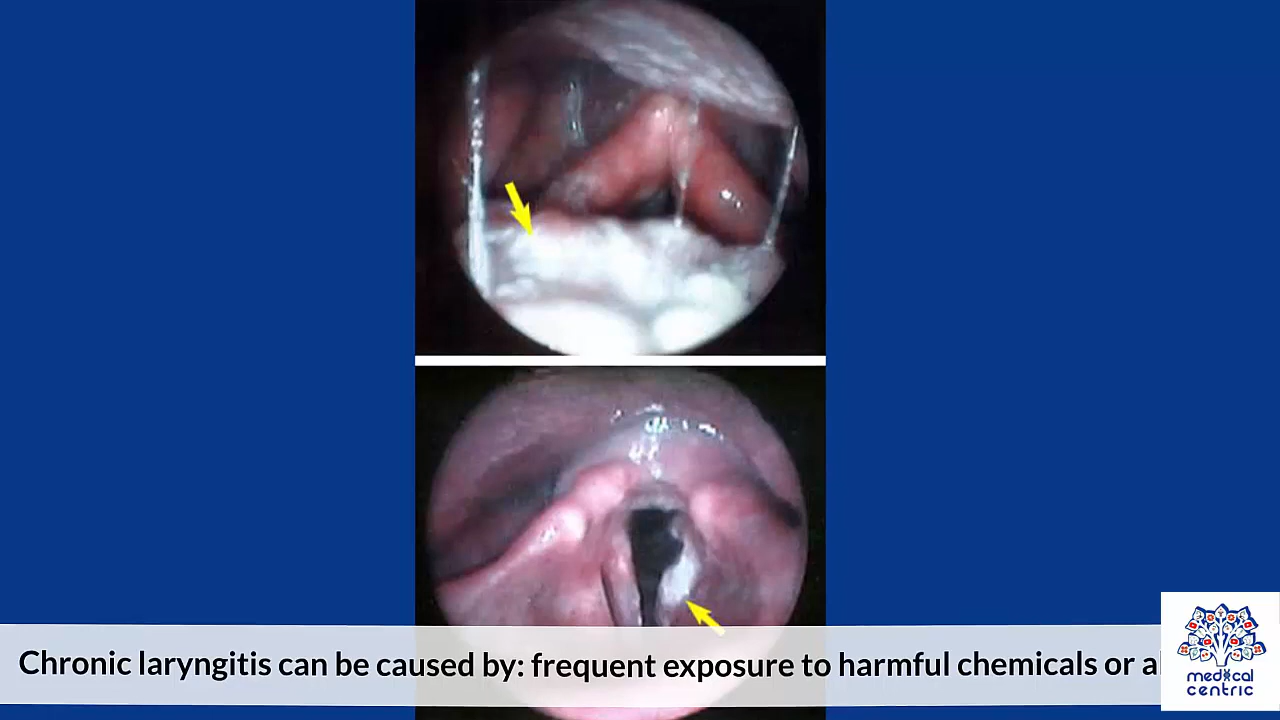 Chronic laryngitis can be caused by: frequent exposure to harmful chemicals or
medical
centric